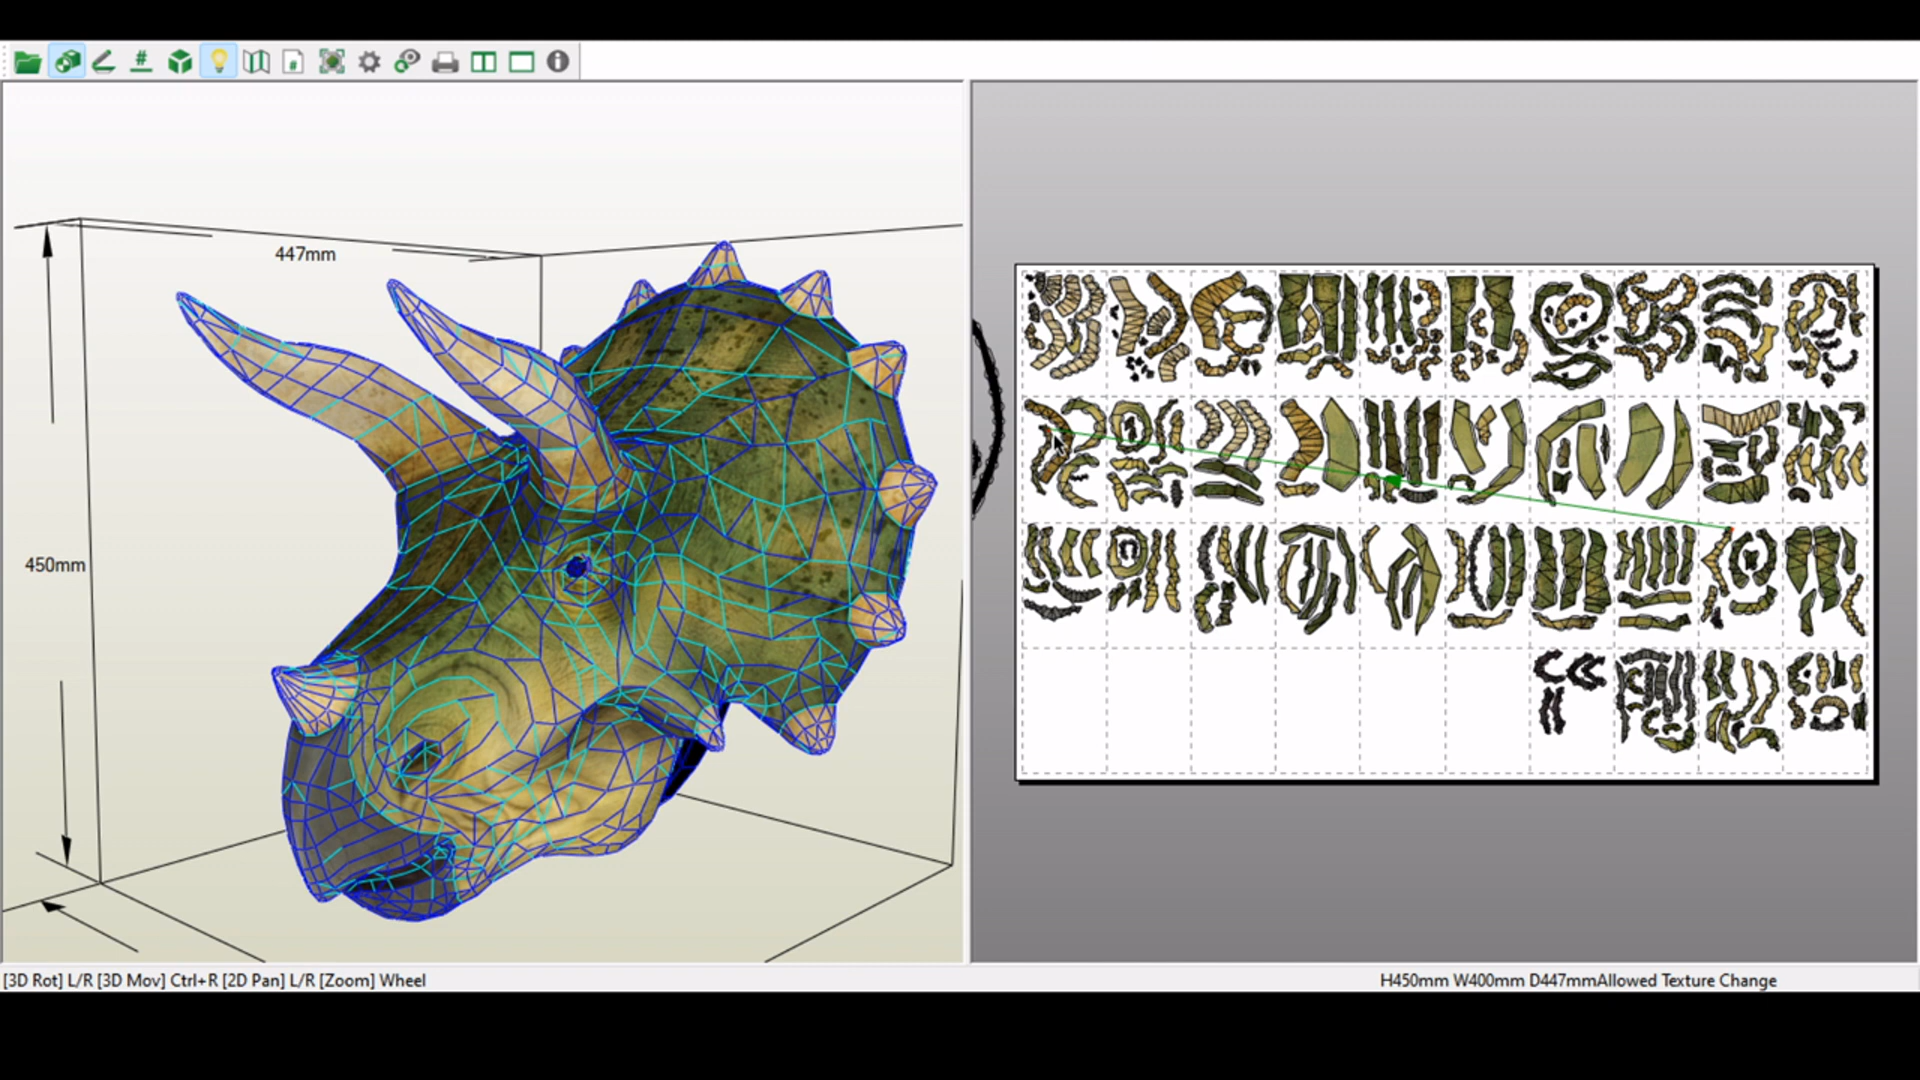 447mm
450mm
[3D Rot] L/R [3D Mov] Ctrl+R [2D Pan] L/R [Zoom] Wheel
H450mm W400mm D447mmAllowed Texture Change